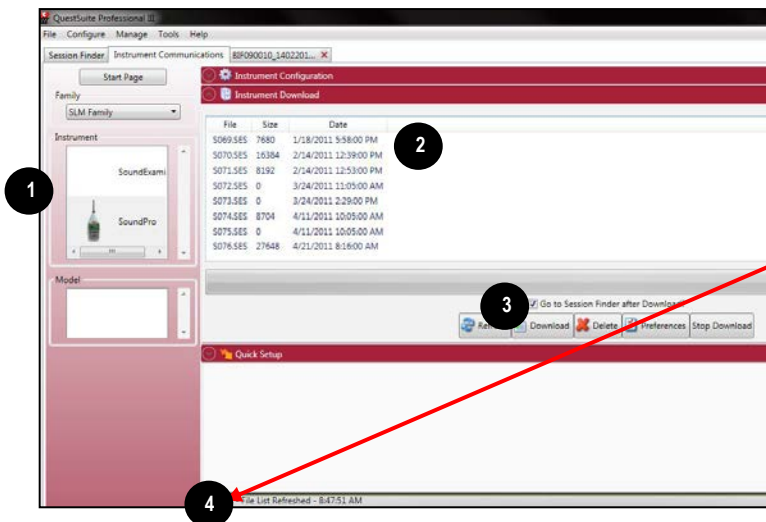 QuestSuite Professional II
File Configure Manage Tools Help
Session Finder Instrument Communications BIF090010_1402201...
Start Page
Family
SLM Family
Instrument
SoundExami
SoundPro
Model
Instrument Configuration
Instrument Download
File Size Date
S069.SES 7680 1/18/2011 5:58:00 PM
S070.SES 16384 2/14/2011 12:39:00 PM
S071.SES 8192 2/14/2011 12:53:00 PM
S072.SES 0 3/24/2011 11:05:00 AM
S073.SES 0 3/24/2011 2:29:00 PM
S074.SES 8704 4/11/2011 10:05:00 AM
S075.SES 0 4/11/2011 10:05:00 AM
S076.SES 27648 4/21/2011 8:16:00 AM
1
2
3
Go to Session Finder after Download
Download Delete Preferences Stop Download
Quick Setup
4
File List Refreshed - 8:47:51 AM